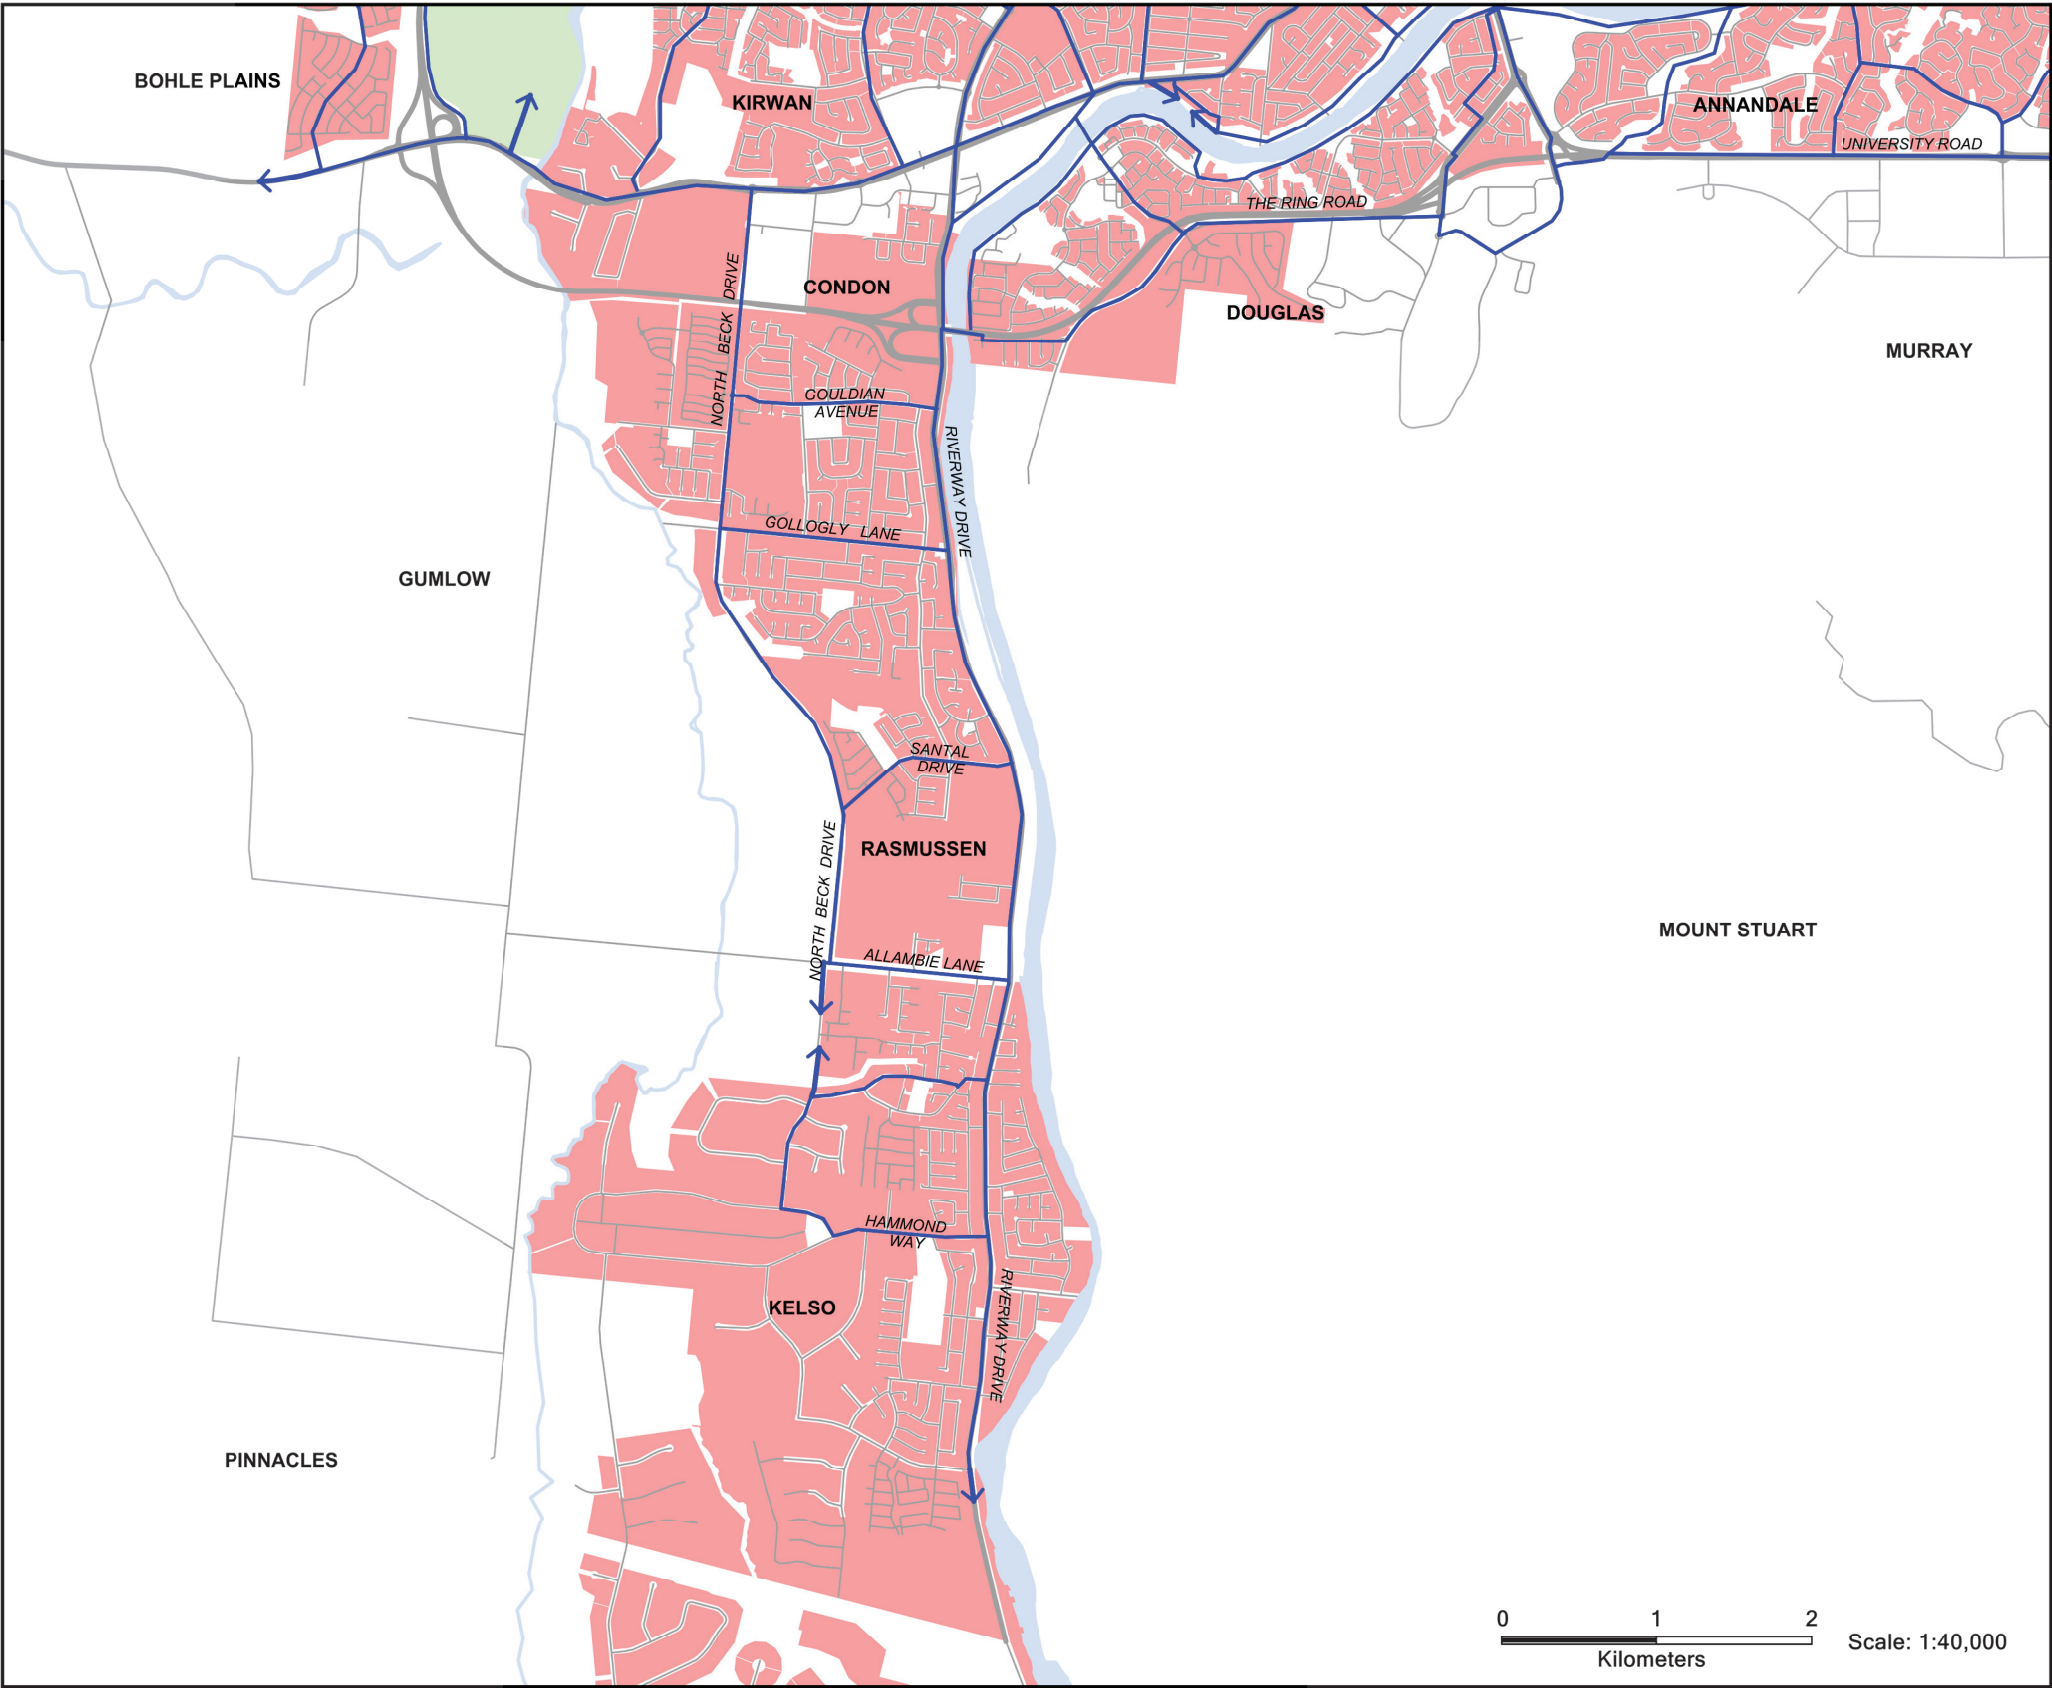 BOHLE PLAINS
KIRWAN
ANNANDALE
UNIVERSITY ROAD
THE RING ROAD
CONDON
DOUGLAS
MURRAY
NORTH BECK DRIVE
GOULDIAN
AVENUE
RIVERWAY DRIVE
GOLLOGLY LANE
GUMLOW
SANTAL
DRIVE
RASMUSSEN
NORTH BECK DRIVE
MOUNT STUART
ALLAMBIE LANE
HAMMOND
WAY
RIVERWAY DRIVE
KELSO
PINNACLES
0 1 2
Kilometers
Scale: 1:40,000